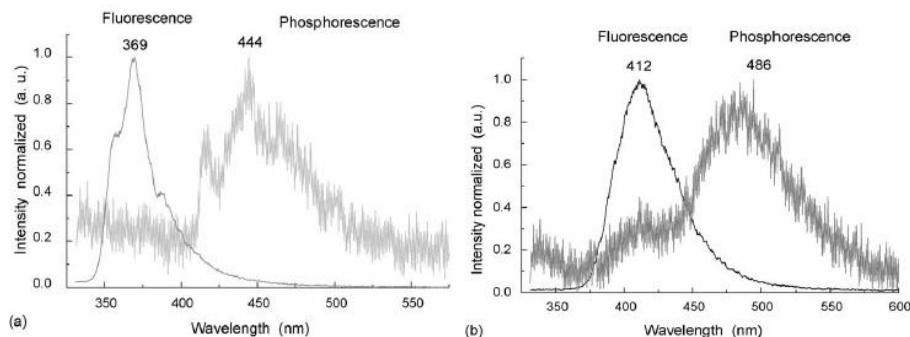 Fluorescence Phosphorescence
369 444
1.0
0.8
0.6
0.4
0.2
0.0
Intensity normalized (a. u.)
350 400 450 500 550
Wavelength (nm)
(a)
Fluorescence Phosphorescence
412 486
1.0
0.8
0.6
0.4
0.2
0.0
Intensity normalized (a.u.)
350 400 450 500 550 600
Wavelength (nm)
(b)